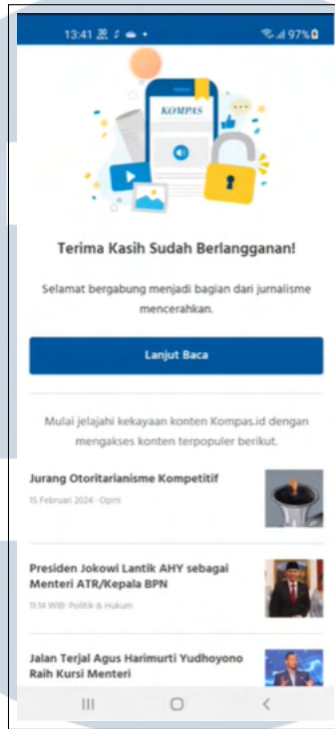 13:41
97%
KOMPAS
Terima Kasih Sudah Berlangganan!
Selamat bergabung menjadi bagian dari jurnalisme
mencerahkan.
Lanjut Baca
Mulai jelajahi kekayaan konten Kompas.id dengan
mengakses konten terpopuler berikut.
Jurang Otoritarianisme Kompetitif
15 Februari 2024 · Opini
Presiden Jokowi Lantik AHY sebagai
Menteri ATR/Kepala BPN
11:14 WIB · Politik & Hukum
Jalan Terjal Agus Harimurti Yudhoyono
Raih Kursi Menteri